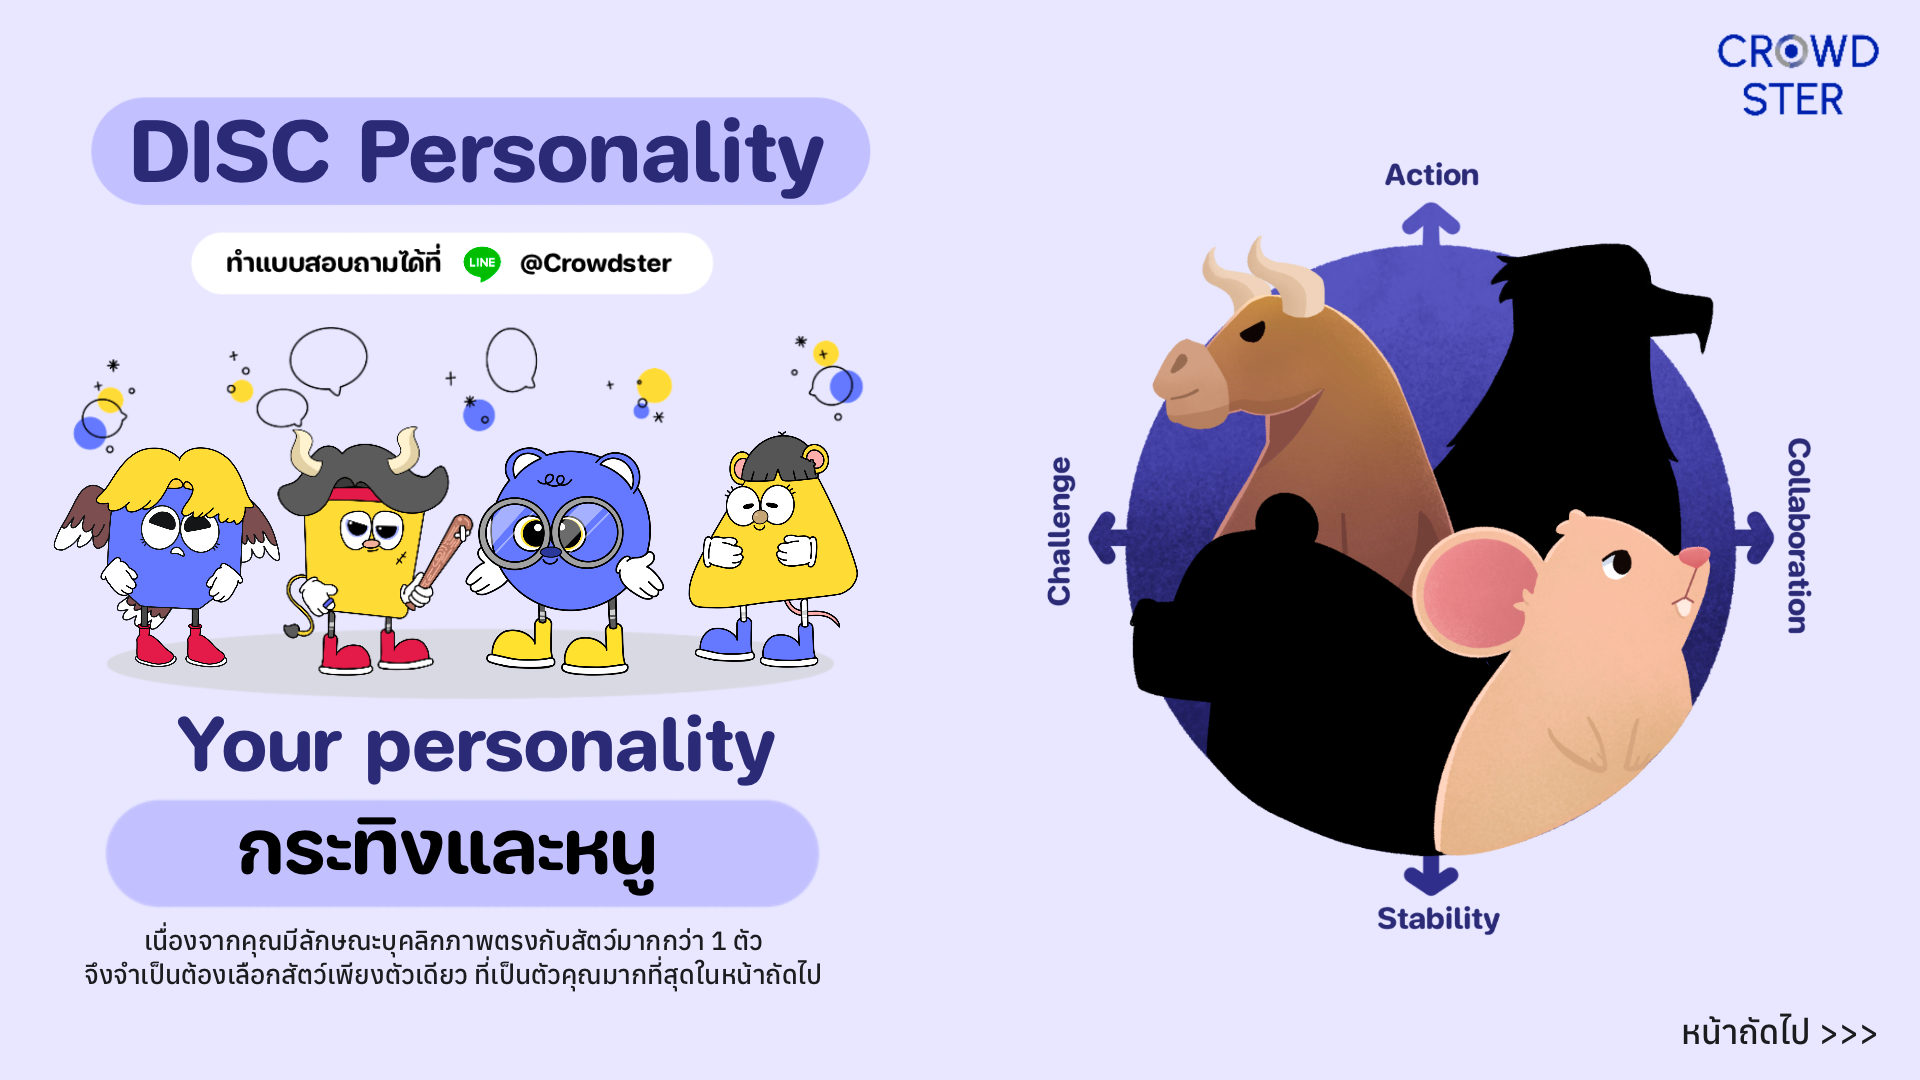 CROWD
STER
DISC Personality
ทำแบบสอบถามได้ที่ LINE @Crowdster
Your personality
กระทิงและหนู
เนื่องจากคุณมีลักษณะบุคลิกภาพตรงกับสัตว์มากกว่า 1 ตัว
จึงจำเป็นต้องเลือกสัตว์เพียงตัวเดียว ที่เป็นตัวคุณมากที่สุดในหน้าถัดไป
Action
Challenge
Collaboration
Stability
หน้าถัดไป >>>